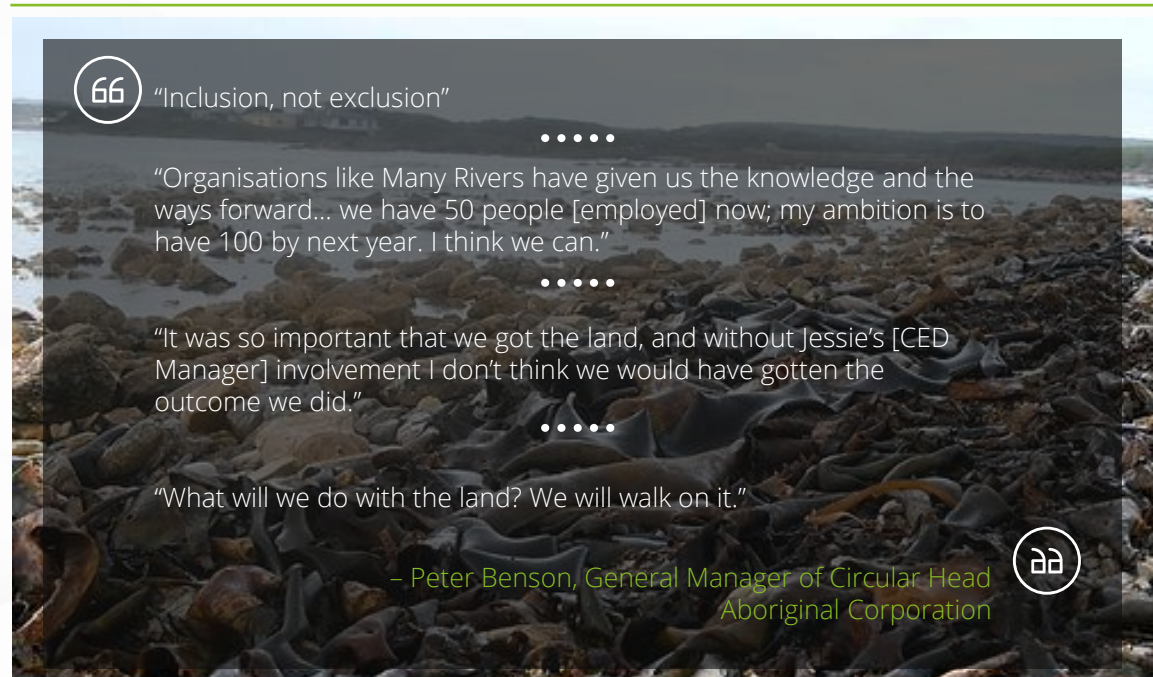 “Inclusion, not exclusion”
“Organisations like Many Rivers have given us the knowledge and the
ways forward... we have 50 people [employed] now; my ambition is to
have 100 by next year. I think we can.”
“It was so important that we got the land, and without Jessie’s [CED
Manager] involvement I don’t think we would have gotten the
outcome we did.”
“What will we do with the land? We will walk on it.”
– Peter Benson, General Manager of Circular Head
Aboriginal Corporation